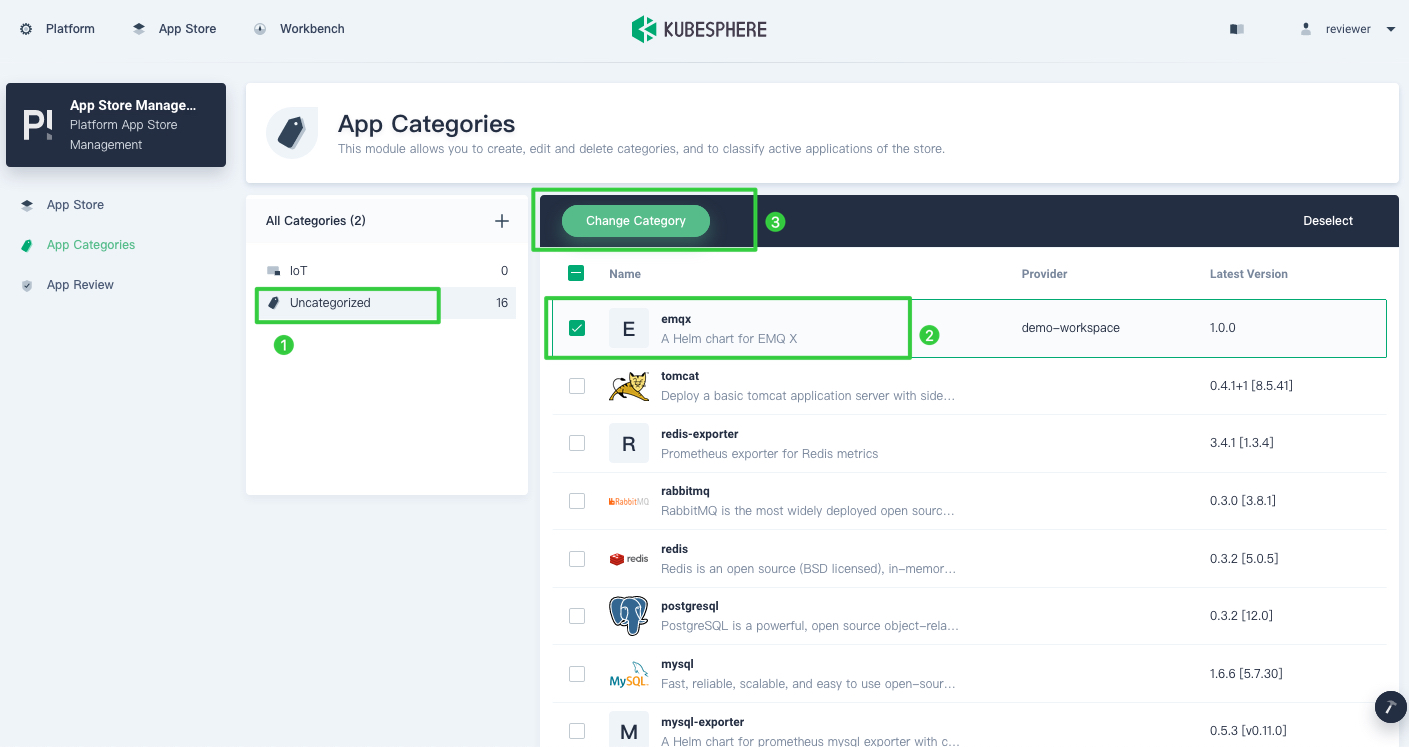 Platform
App Store
Workbench
KUBESPHERE
reviewer
P!
App Store Manage...
Platform App Store
Management
App Categories
This module allows you to create, edit and delete categories, and to classify active applications of the store.
App Store
App Categories
App Review
All Categories (2)
IoT 0
Uncategorized 16
1
Change Category
3
Deselect
Name Provider Latest Version
E
emqx
A Helm chart for EMQ X
2
demo-workspace
1.0.0
tomcat
Deploy a basic tomcat application server with side...
0.4.1+1 [8.5.41]
R
redis-exporter
Prometheus exporter for Redis metrics
3.4.1 [1.3.4]
RabbitMQ
rabbitmq
RabbitMQ is the most widely deployed open sourc...
0.3.0 [3.8.1]
redis
redis
Redis is an open source (BSD licensed), in-memor...
0.3.2 [5.0.5]
postgresql
PostgreSQL is a powerful, open source object-rela...
0.3.2 [12.0]
MySQL
mysql
Fast, reliable, scalable, and easy to use open-sour...
1.6.6 [5.7.30]
M
mysql-exporter
A Helm chart for prometheus mysql exporter with c...
0.5.3 [v0.11.0]